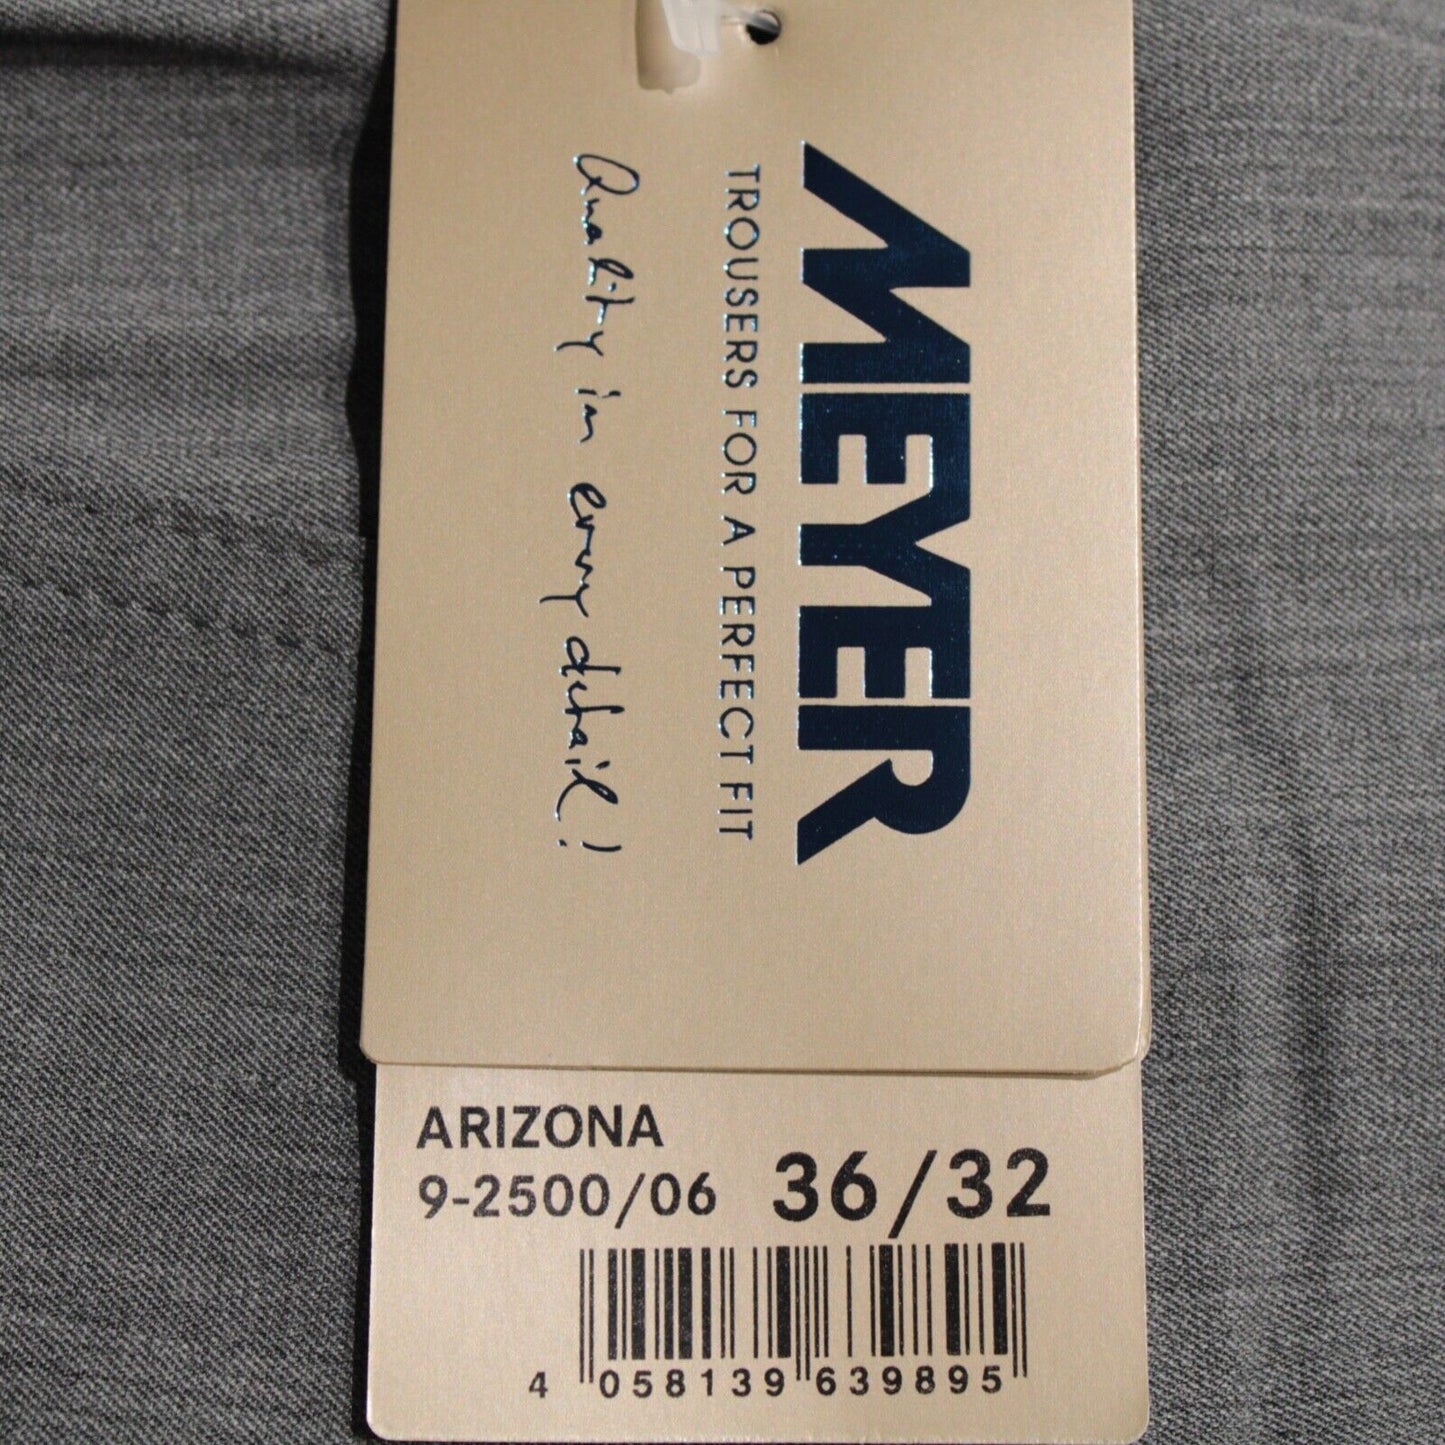 MEYER
TROUSERS FOR A PERFECT FIT
Quality in every detail!
ARIZONA
9-2500/06 36/32
4 058139 639895